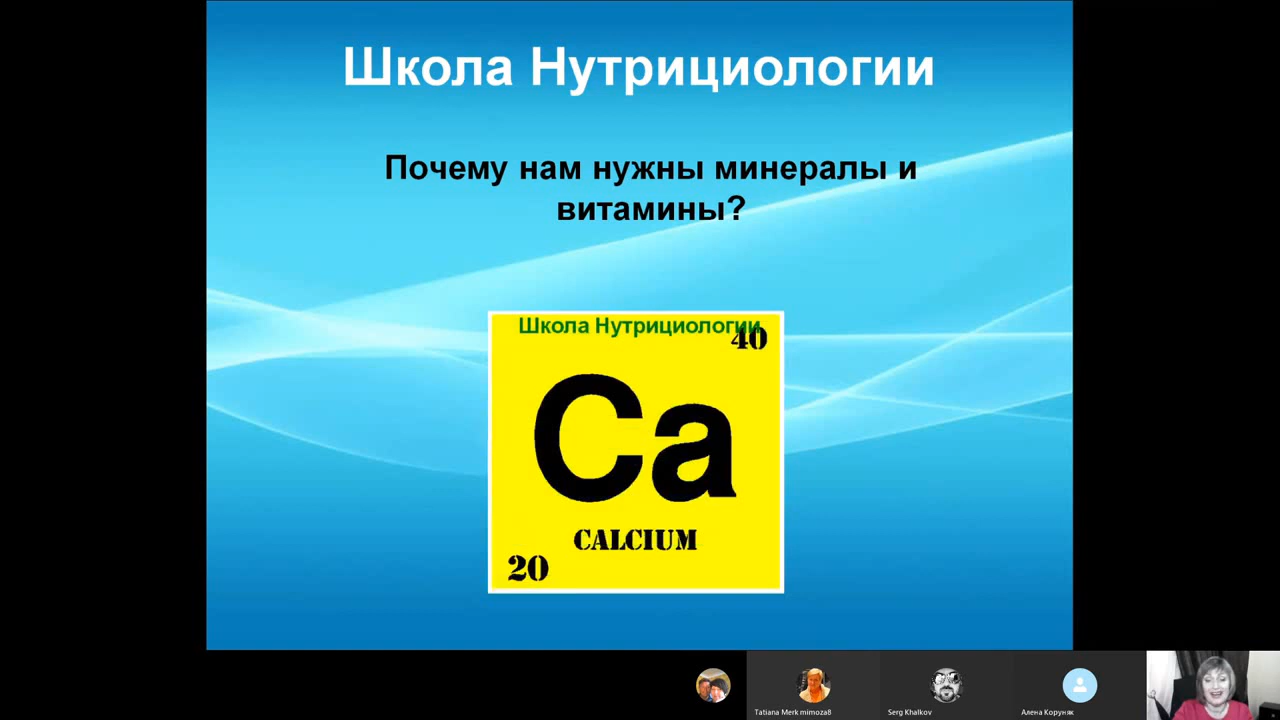 Школа Нутрициологии
Почему нам нужны минералы и
витамины?
Школа Нутрициологии
40
Ca
CALCIUM
20
Tatiana Merk mimoza8
Serg Khalkov
Алена Коруняк